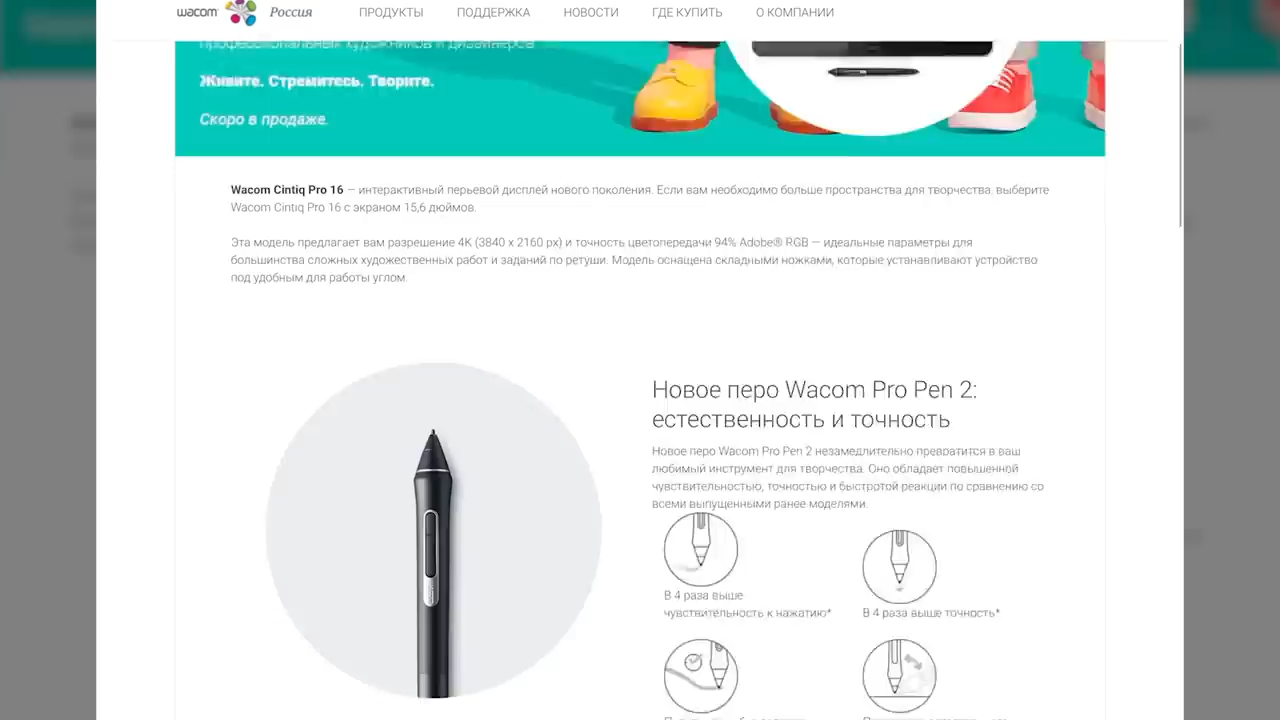 wacom Россия ПРОДУКТЫ ПОДДЕРЖКА НОВОСТИ ГДЕ КУПИТЬ О КОМПАНИИ
профессиональных художников и дизайнеров
Живите. Стремитесь. Творите.
Скоро в продаже.
Wacom Cintiq Pro 16 — интерактивный перьевой дисплей нового поколения. Если вам необходимо больше пространства для творчества, выберите
Wacom Cintiq Pro 16 с экраном 15,6 дюймов.
Эта модель предлагает вам разрешение 4K (3840 x 2160 px) и точность цветопередачи 94% Adobe® RGB — идеальные параметры для
большинства сложных художественных работ и заданий по ретуши. Модель оснащена складными ножками, которые устанавливают устройство
под удобным для работы углом.
Новое перо Wacom Pro Pen 2:
естественность и точность
Новое перо Wacom Pro Pen 2 незамедлительно превратится в ваш
любимый инструмент для творчества. Оно обладает повышенной
чувствительностью, точностью и быстротой реакции по сравнению со
всеми выпущенными ранее моделями.
В 4 раза выше
чувствительность к нажатию*
В 4 раза выше точность*